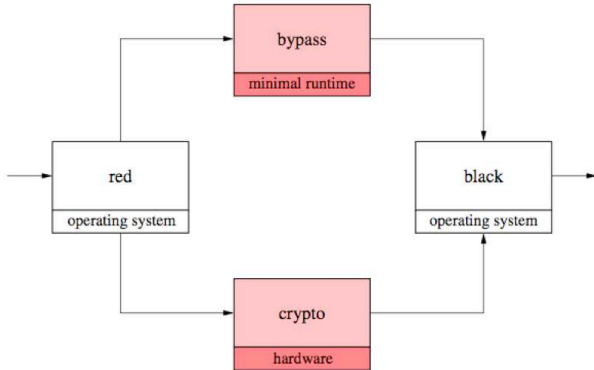 bypass
minimal runtime
red
operating system
black
operating system
crypto
hardware